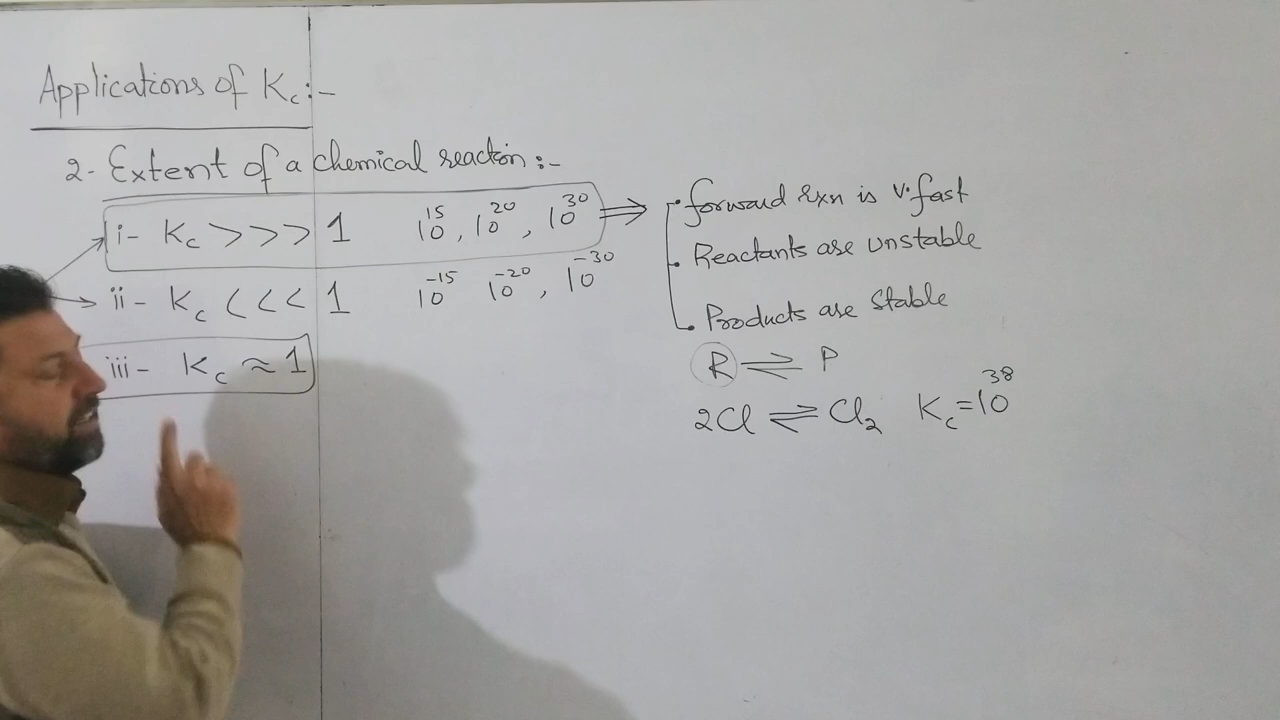 Applications of Kc:-
2- Extent of a chemical reaction :-
i- Kc >>> 1 10^15, 10^20, 10^30 ⇒
ii- Kc <<< 1 10^-15 10^-20, 10^-30
iii- Kc ≈ 1
• forward rxn is v.fast
• Reactants are unstable
• Products are stable
R ⇌ P
2Cl ⇌ Cl₂ Kc=10^38